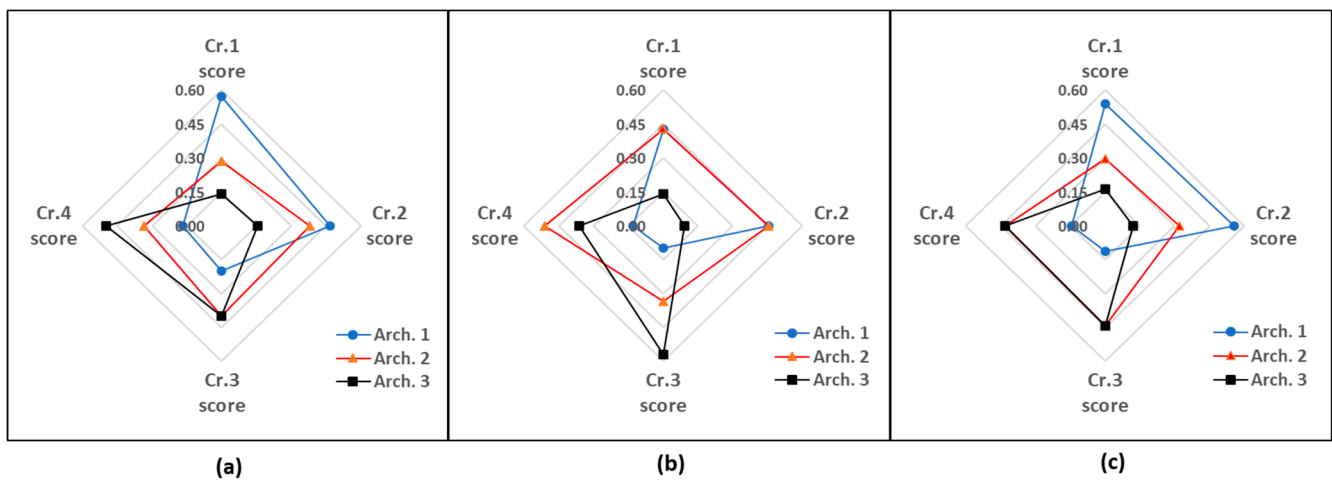 Cr.1
score
0.60
0.45
0.30
0.15
0.00
Cr.4
score
Cr.2
score
Cr.3
score
Arch. 1
Arch. 2
Arch. 3
(a)
Cr.1
score
0.60
0.45
0.30
0.15
0.00
Cr.4
score
Cr.2
score
Cr.3
score
Arch. 1
Arch. 2
Arch. 3
(b)
Cr.1
score
0.60
0.45
0.30
0.15
0.00
Cr.4
score
Cr.2
score
Cr.3
score
Arch. 1
Arch. 2
Arch. 3
(c)